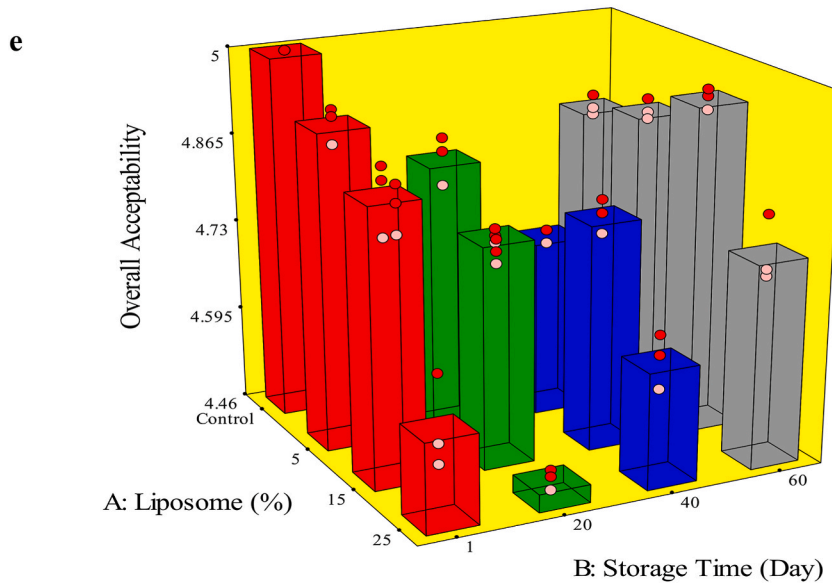 e
5
4.865
4.73
4.595
4.46
Overall Acceptability
Control
5
15
25
A: Liposome (%)
1
20
40
60
B: Storage Time (Day)